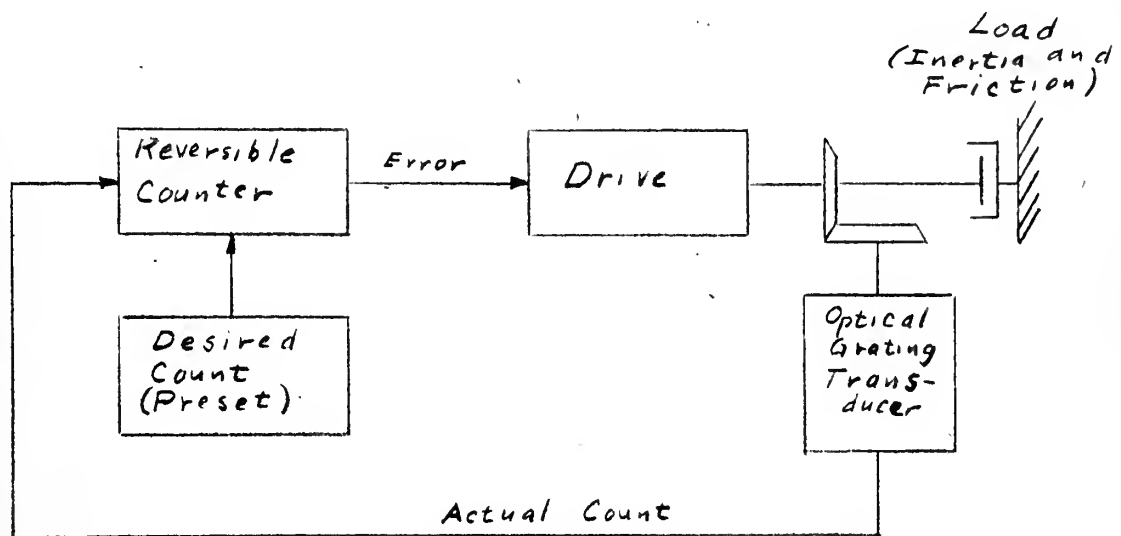 Load
(Inertia and
Friction)
Reversible
Counter
Error
Drive
Desired
Count
(Preset)
Optical
Grating
Trans-
ducer
Actual Count